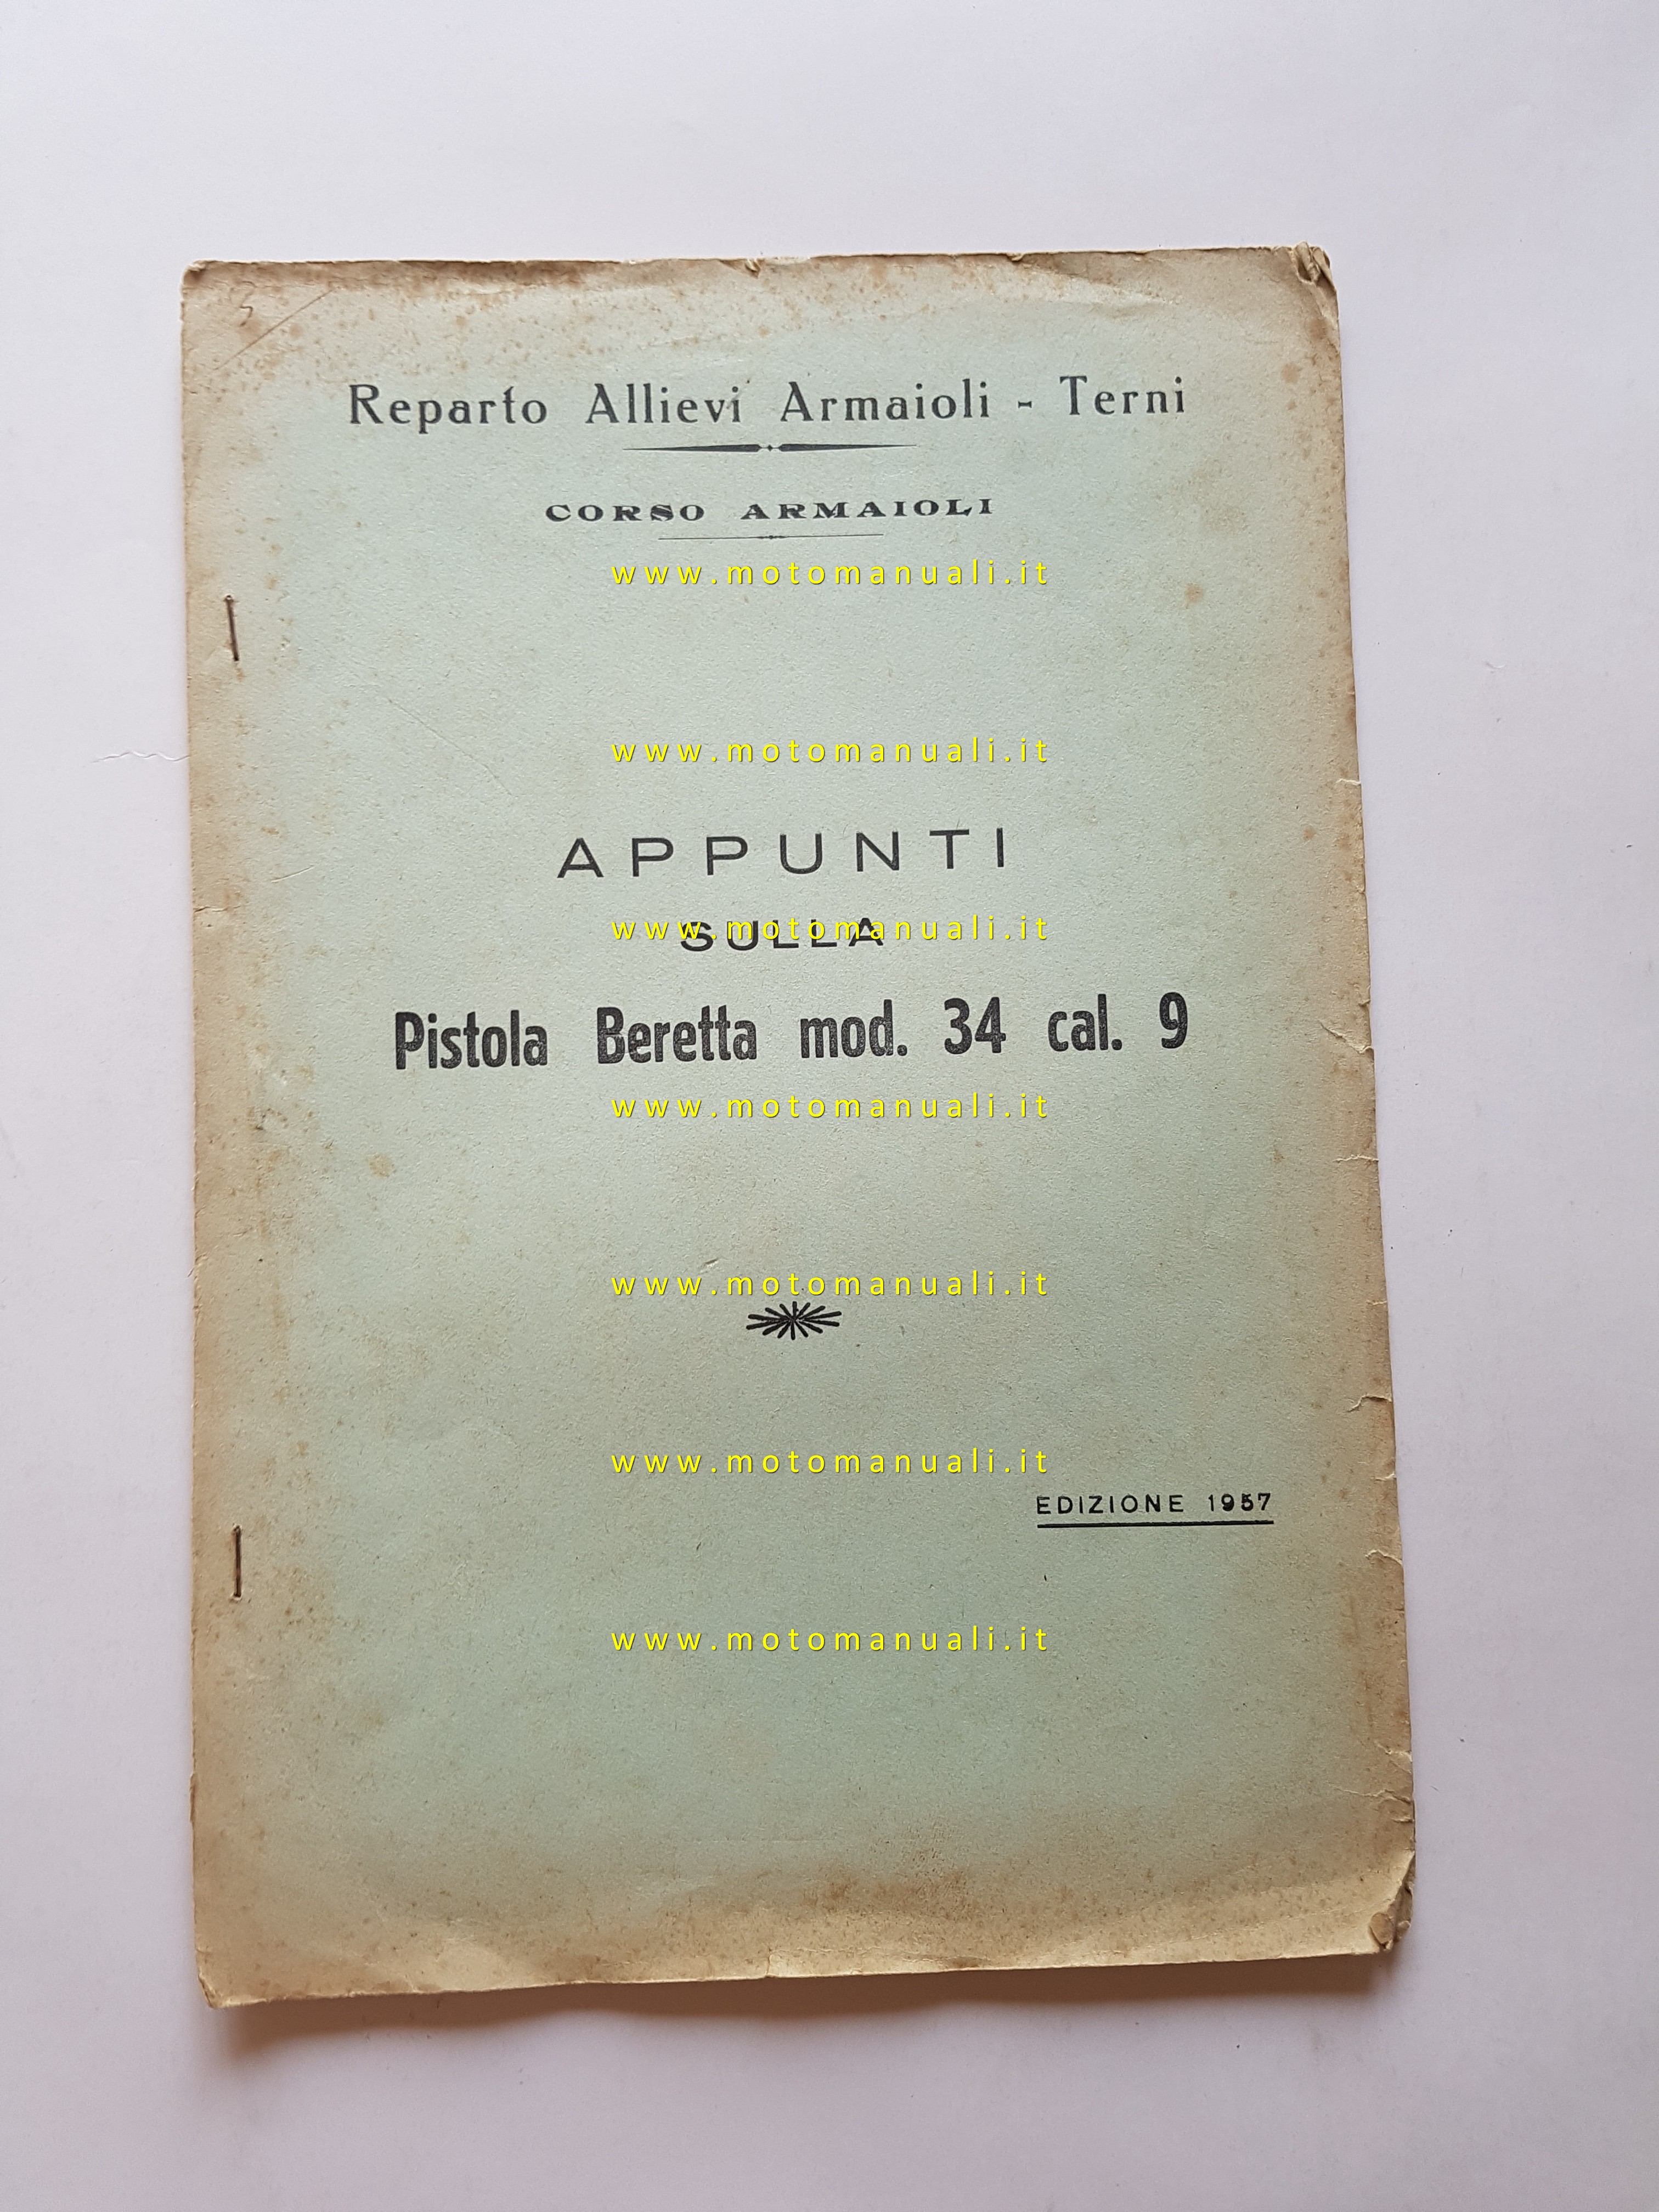 3
Reparto Allievi Armaioli - Terni
CORSO ARMAIOLI
www.motomanuali.it
www.motomanuali.it
APPUNTI
www.motomanuali.it
SULLA
Pistola Beretta mod. 34 cal. 9
www.motomanuali.it
www.motomanuali.it
www.motomanuali.it
EDIZIONE 1957
www.motomanuali.it